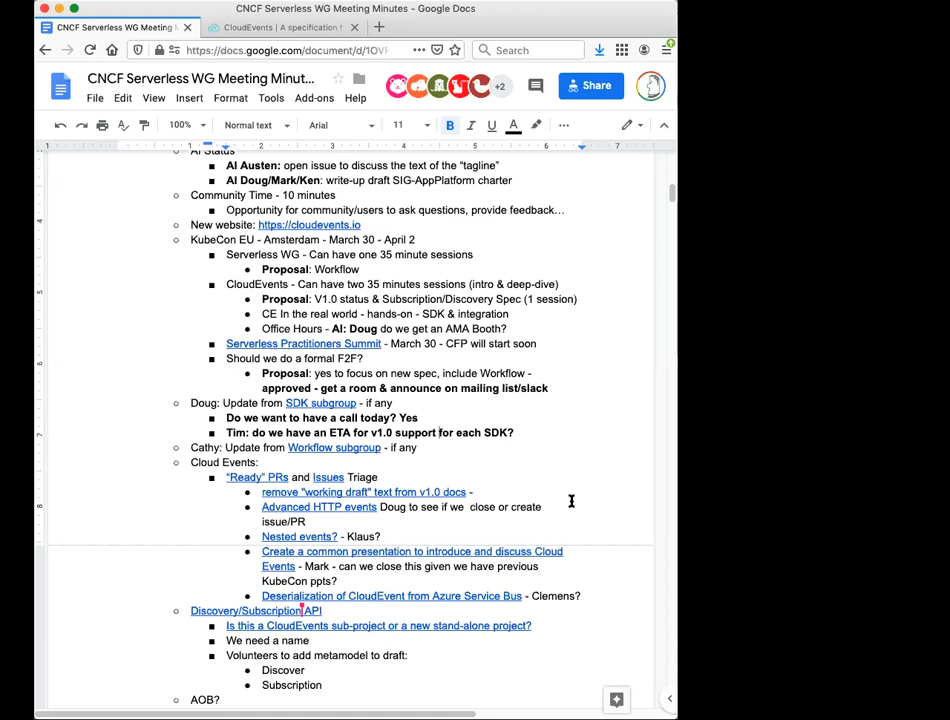 CNCF Serverless WG Meeting Minutes - Google Docs
CNCF Serverless WG Meeting M
CloudEvents | A specification f
https://docs.google.com/document/d/1OVF
Search
CNCF Serverless WG Meeting Minut...
+2
Share
File Edit View Insert Format Tools Add-ons Help
100% Normal text Arial 11 B I U A
1 1 2 3 4 5 6 7
AI Status
AI Austen: open issue to discuss the text of the “tagline”
AI Doug/Mark/Ken: write-up draft SIG-AppPlatform charter
Community Time - 10 minutes
Opportunity for community/users to ask questions, provide feedback…
New website: https://cloudevents.io
KubeCon EU - Amsterdam - March 30 - April 2
Serverless WG - Can have one 35 minute sessions
Proposal: Workflow
CloudEvents - Can have two 35 minutes sessions (intro & deep-dive)
Proposal: V1.0 status & Subscription/Discovery Spec (1 session)
CE In the real world - hands-on - SDK & integration
Office Hours - AI: Doug do we get an AMA Booth?
Serverless Practitioners Summit - March 30 - CFP will start soon
Should we do a formal F2F?
Proposal: yes to focus on new spec, include Workflow -
approved - get a room & announce on mailing list/slack
Doug: Update from SDK subgroup - if any
Do we want to have a call today? Yes
Tim: do we have an ETA for v1.0 support for each SDK?
Cathy: Update from Workflow subgroup - if any
Cloud Events:
“Ready” PRs and Issues Triage
remove "working draft" text from v1.0 docs -
Advanced HTTP events Doug to see if we close or create
issue/PR
Nested events? - Klaus?
Create a common presentation to introduce and discuss Cloud
Events - Mark - can we close this given we have previous
KubeCon ppts?
Deserialization of CloudEvent from Azure Service Bus - Clemens?
Discovery/Subscription API
Is this a CloudEvents sub-project or a new stand-alone project?
We need a name
Volunteers to add metamodel to draft:
Discover
Subscription
AOB?